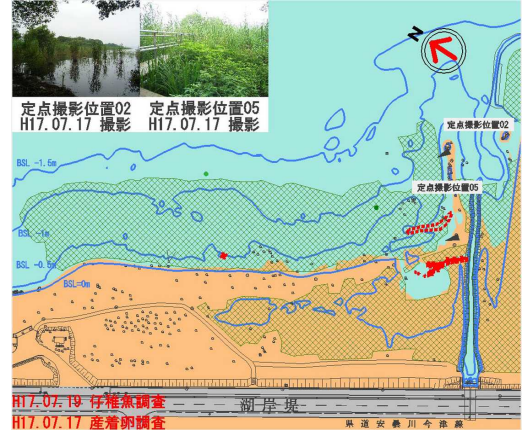 定点撮影位置02
H17.07.17 撮影
定点撮影位置05
H17.07.17 撮影
N
定点撮影位置02
定点撮影位置05
BSL -1.5m
BSL -1m
BSL -0.5m
BSL=0m
H17.07.19 仔稚魚調査
H17.07.17 産着卵調査
湖岸堤
県道安曇川今津線